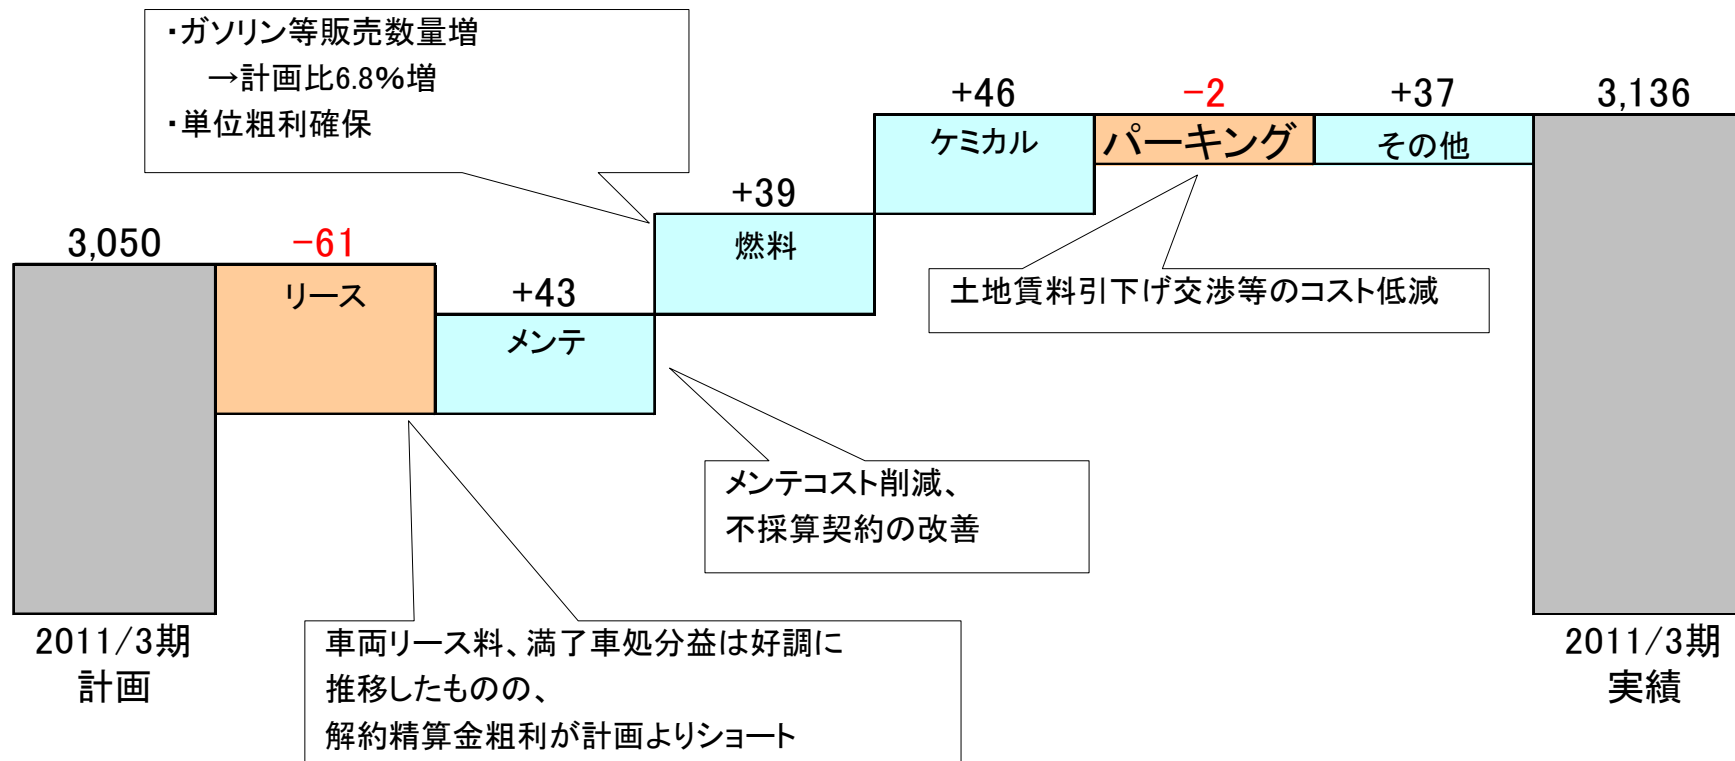 ・ガソリン等販売数量増
→計画比6.8%増
・単位粗利確保
+46
-2
+37
3,136
ケミカル
パーキング
その他
+39
燃料
3,050
-61
リース
+43
メンテ
土地賃料引下げ交渉等のコスト低減
メンテコスト削減、
不採算契約の改善
2011/3期
計画
車両リース料、満了車処分益は好調に
推移したものの、
解約精算金粗利が計画よりショート
2011/3期
実績